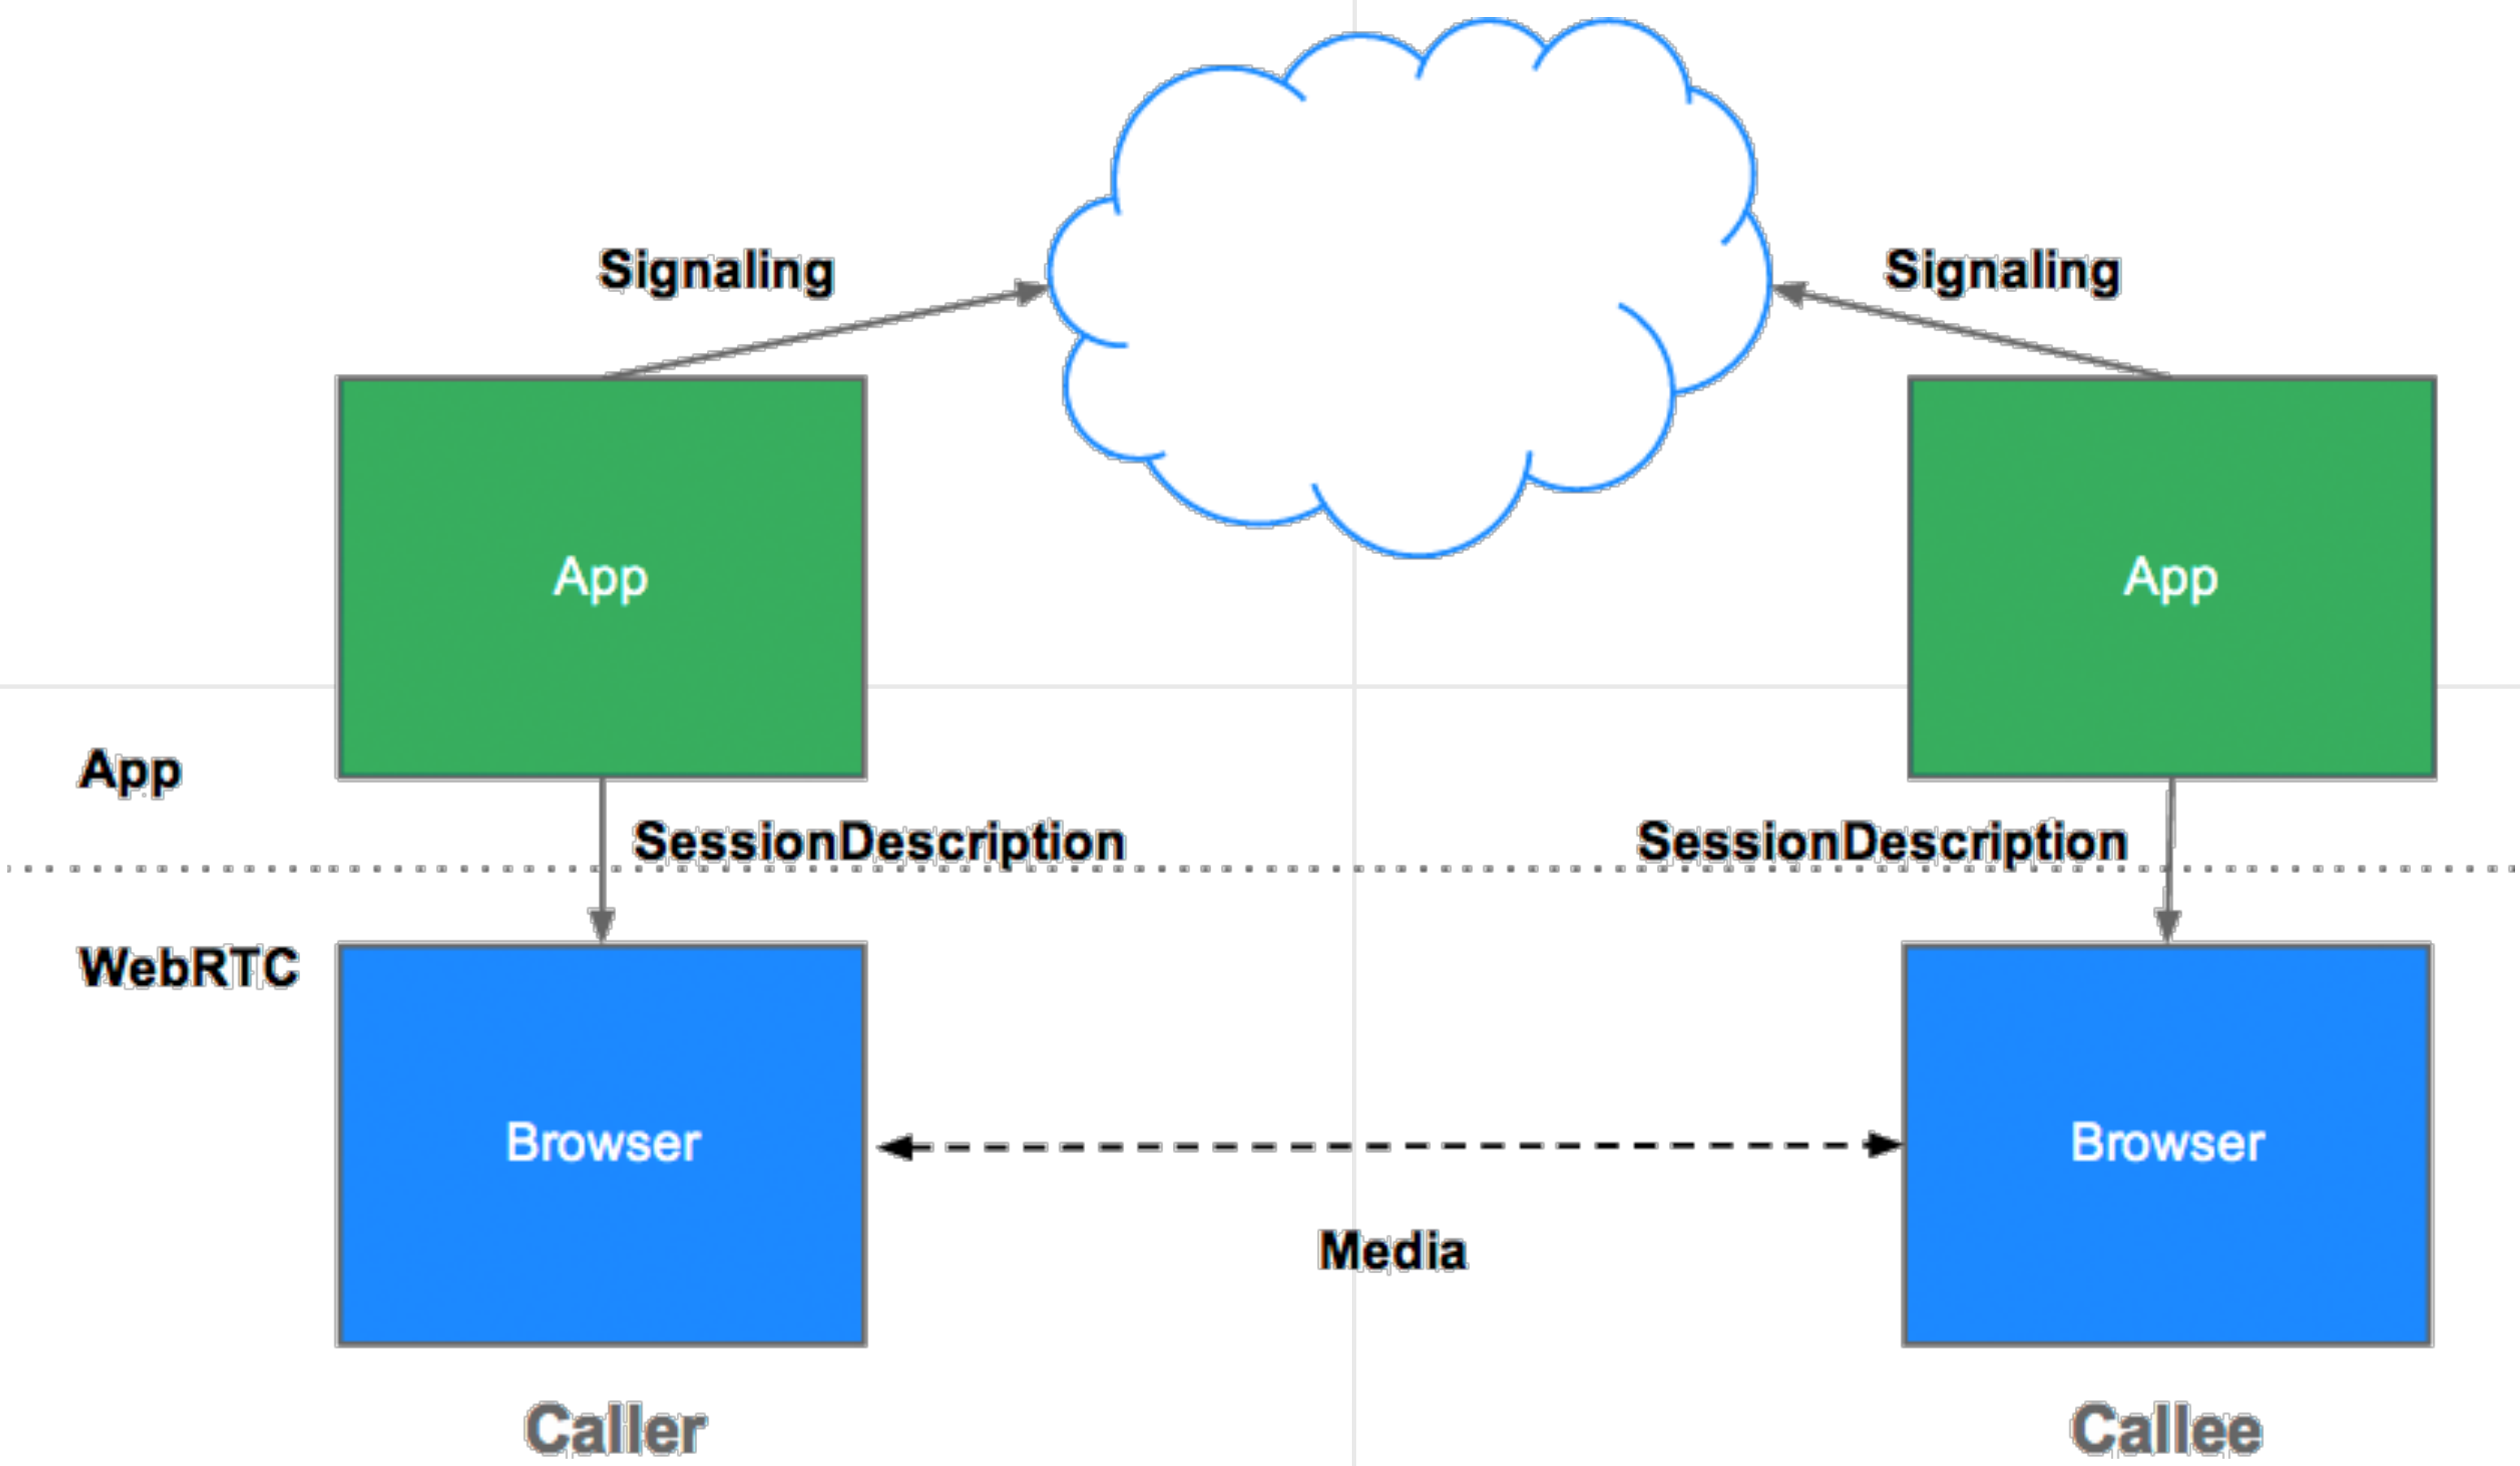 Signaling
Signaling
App
App
App
SessionDescription
SessionDescription
WebRTC
Browser
Browser
Media
Caller
Callee